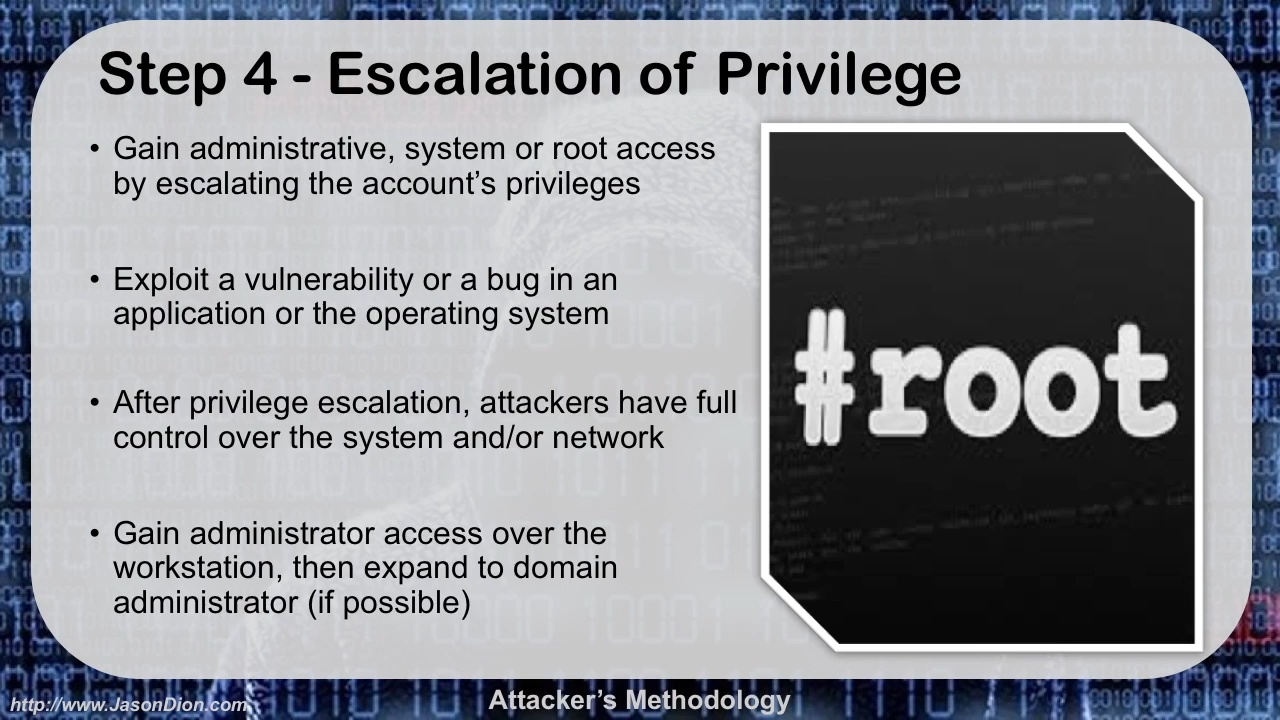 Step 4 - Escalation of Privilege
• Gain administrative, system or root access
by escalating the account’s privileges
• Exploit a vulnerability or a bug in an
application or the operating system
• After privilege escalation, attackers have full
control over the system and/or network
• Gain administrator access over the
workstation, then expand to domain
administrator (if possible)
#root
http://www.JasonDion.com
Attacker’s Methodology